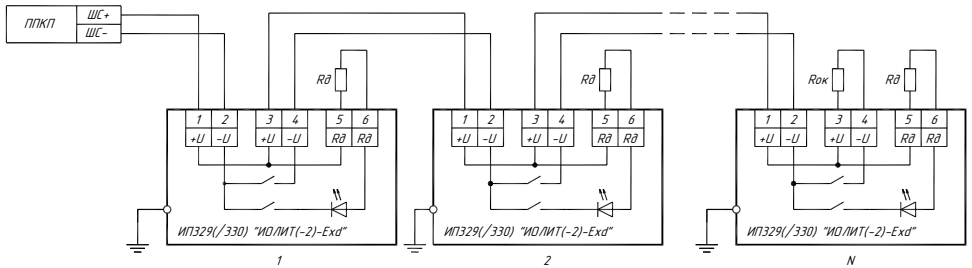 ППКП ШС+
ШС-
Rд Rд Rок Rд
1 2 3 4 5 6 1 2 3 4 5 6 1 2 3 4 5 6
+U -U +U -U Rд Rд +U -U +U -U Rд Rд +U -U +U -U Rд Rд
ИП329(/330) "ИОЛИТ(-2)-Exd" ИП329(/330) "ИОЛИТ(-2)-Exd" ИП329(/330) "ИОЛИТ(-2)-Exd"
1 2 N